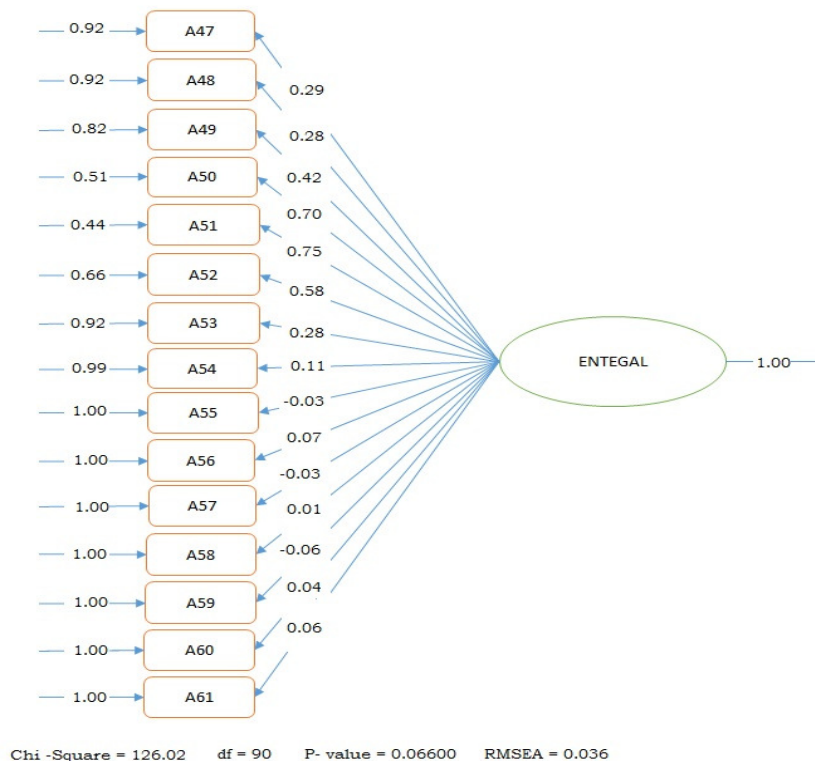 0.92 A47
0.29
0.92 A48
0.28
0.82 A49
0.42
0.51 A50
0.70
0.44 A51
0.75
0.66 A52
0.58
0.92 A53
0.28
ENTEGAL 1.00
0.99 A54
0.11
-0.03
1.00 A55
0.07
1.00 A56
-0.03
1.00 A57
0.01
1.00 A58
-0.06
0.04
1.00 A59
0.06
1.00 A60
1.00 A61
Chi -Square = 126.02 df = 90 P- value = 0.06600 RMSEA = 0.036